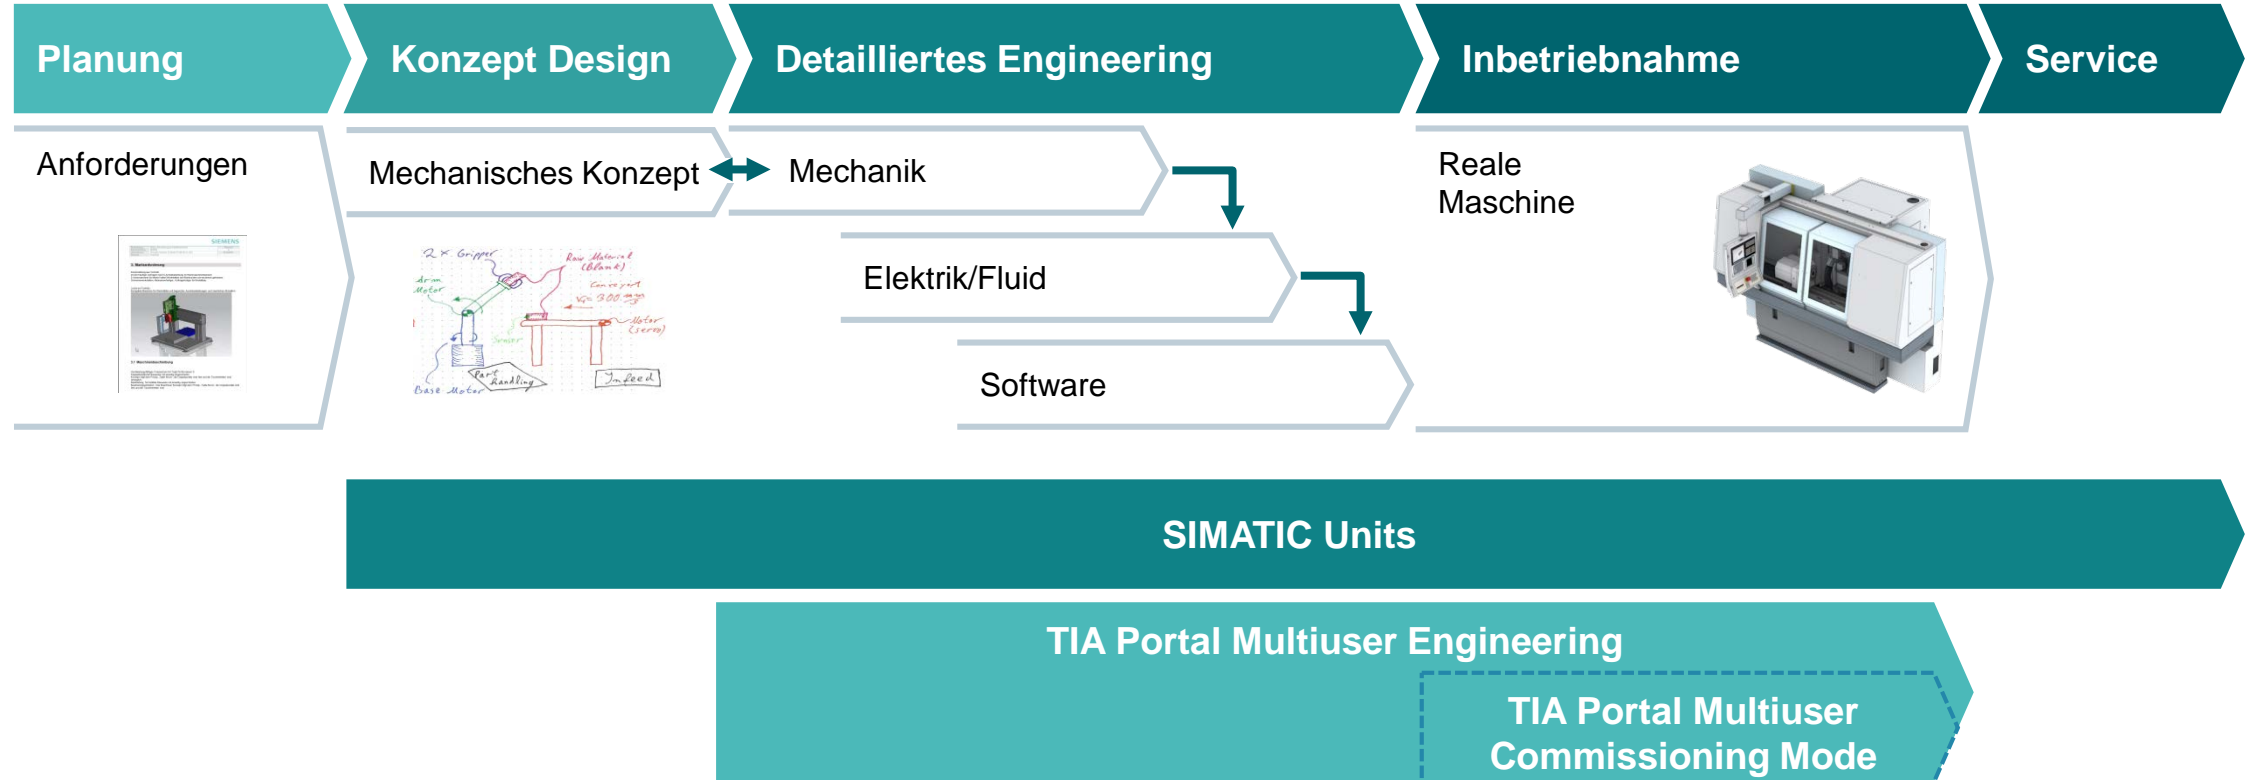 Planung
Konzept Design
Detailliertes Engineering
Inbetriebnahme
Service
Anforderungen
Mechanisches Konzept
Mechanik
Reale
Maschine
Elektrik/Fluid
Software
SIEMENS
2 x Gripper
Raw Material
(Blank)
Arm
Motor
Motor
(servo)
Sensor
Part
Handling
Infeed
Base Motor
SIMATIC Units
TIA Portal Multiuser Engineering
TIA Portal Multiuser
Commissioning Mode